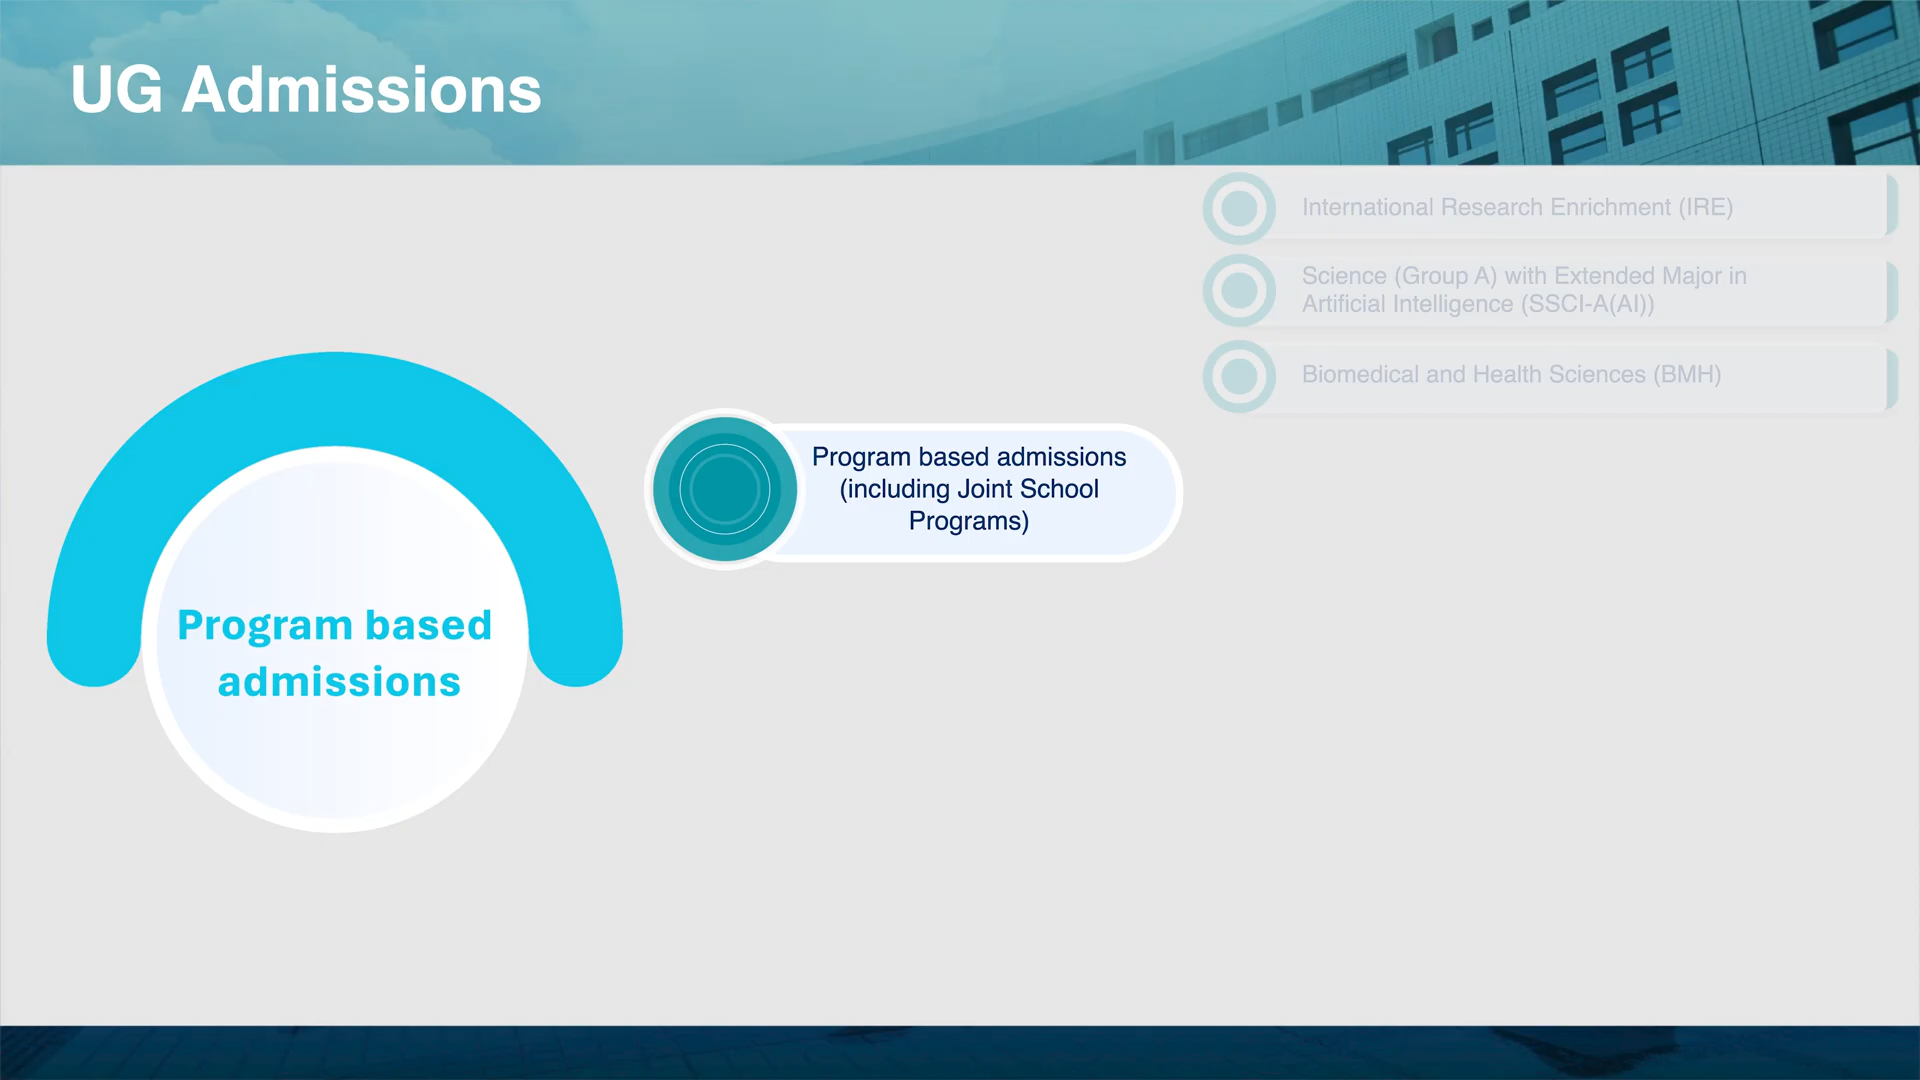 UG Admissions
International Research Enrichment (IRE)
Science (Group A) with Extended Major in
Artificial Intelligence (SSCI-A(AI))
Biomedical and Health Sciences (BMH)
Program based admissions
(including Joint School
Programs)
Program based
admissions